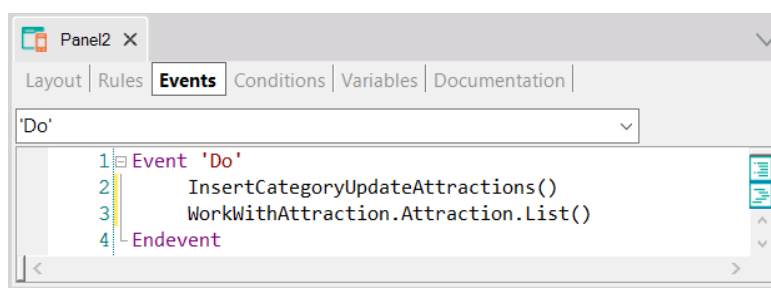 Panel2
Layout Rules Events Conditions Variables Documentation
'Do'
1 Event 'Do'
2 InsertCategoryUpdateAttractions()
3 WorkWithAttraction.Attraction.List()
4 Endevent